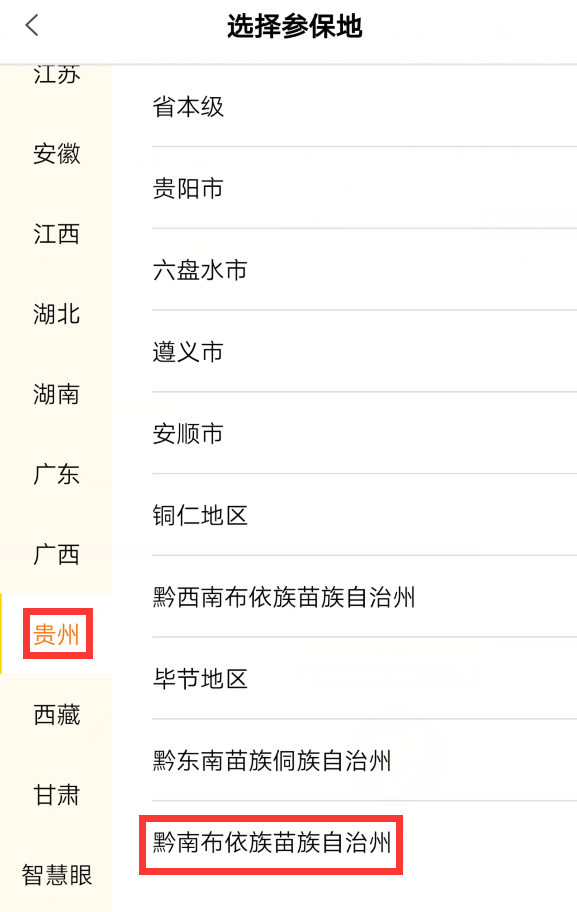 选择参保地
江苏
安徽
江西
湖北
湖南
广东
广西
贵州
西藏
甘肃
智慧眼
省本级
贵阳市
六盘水市
遵义市
安顺市
铜仁地区
黔西南布依族苗族自治州
毕节地区
黔东南苗族侗族自治州
黔南布依族苗族自治州